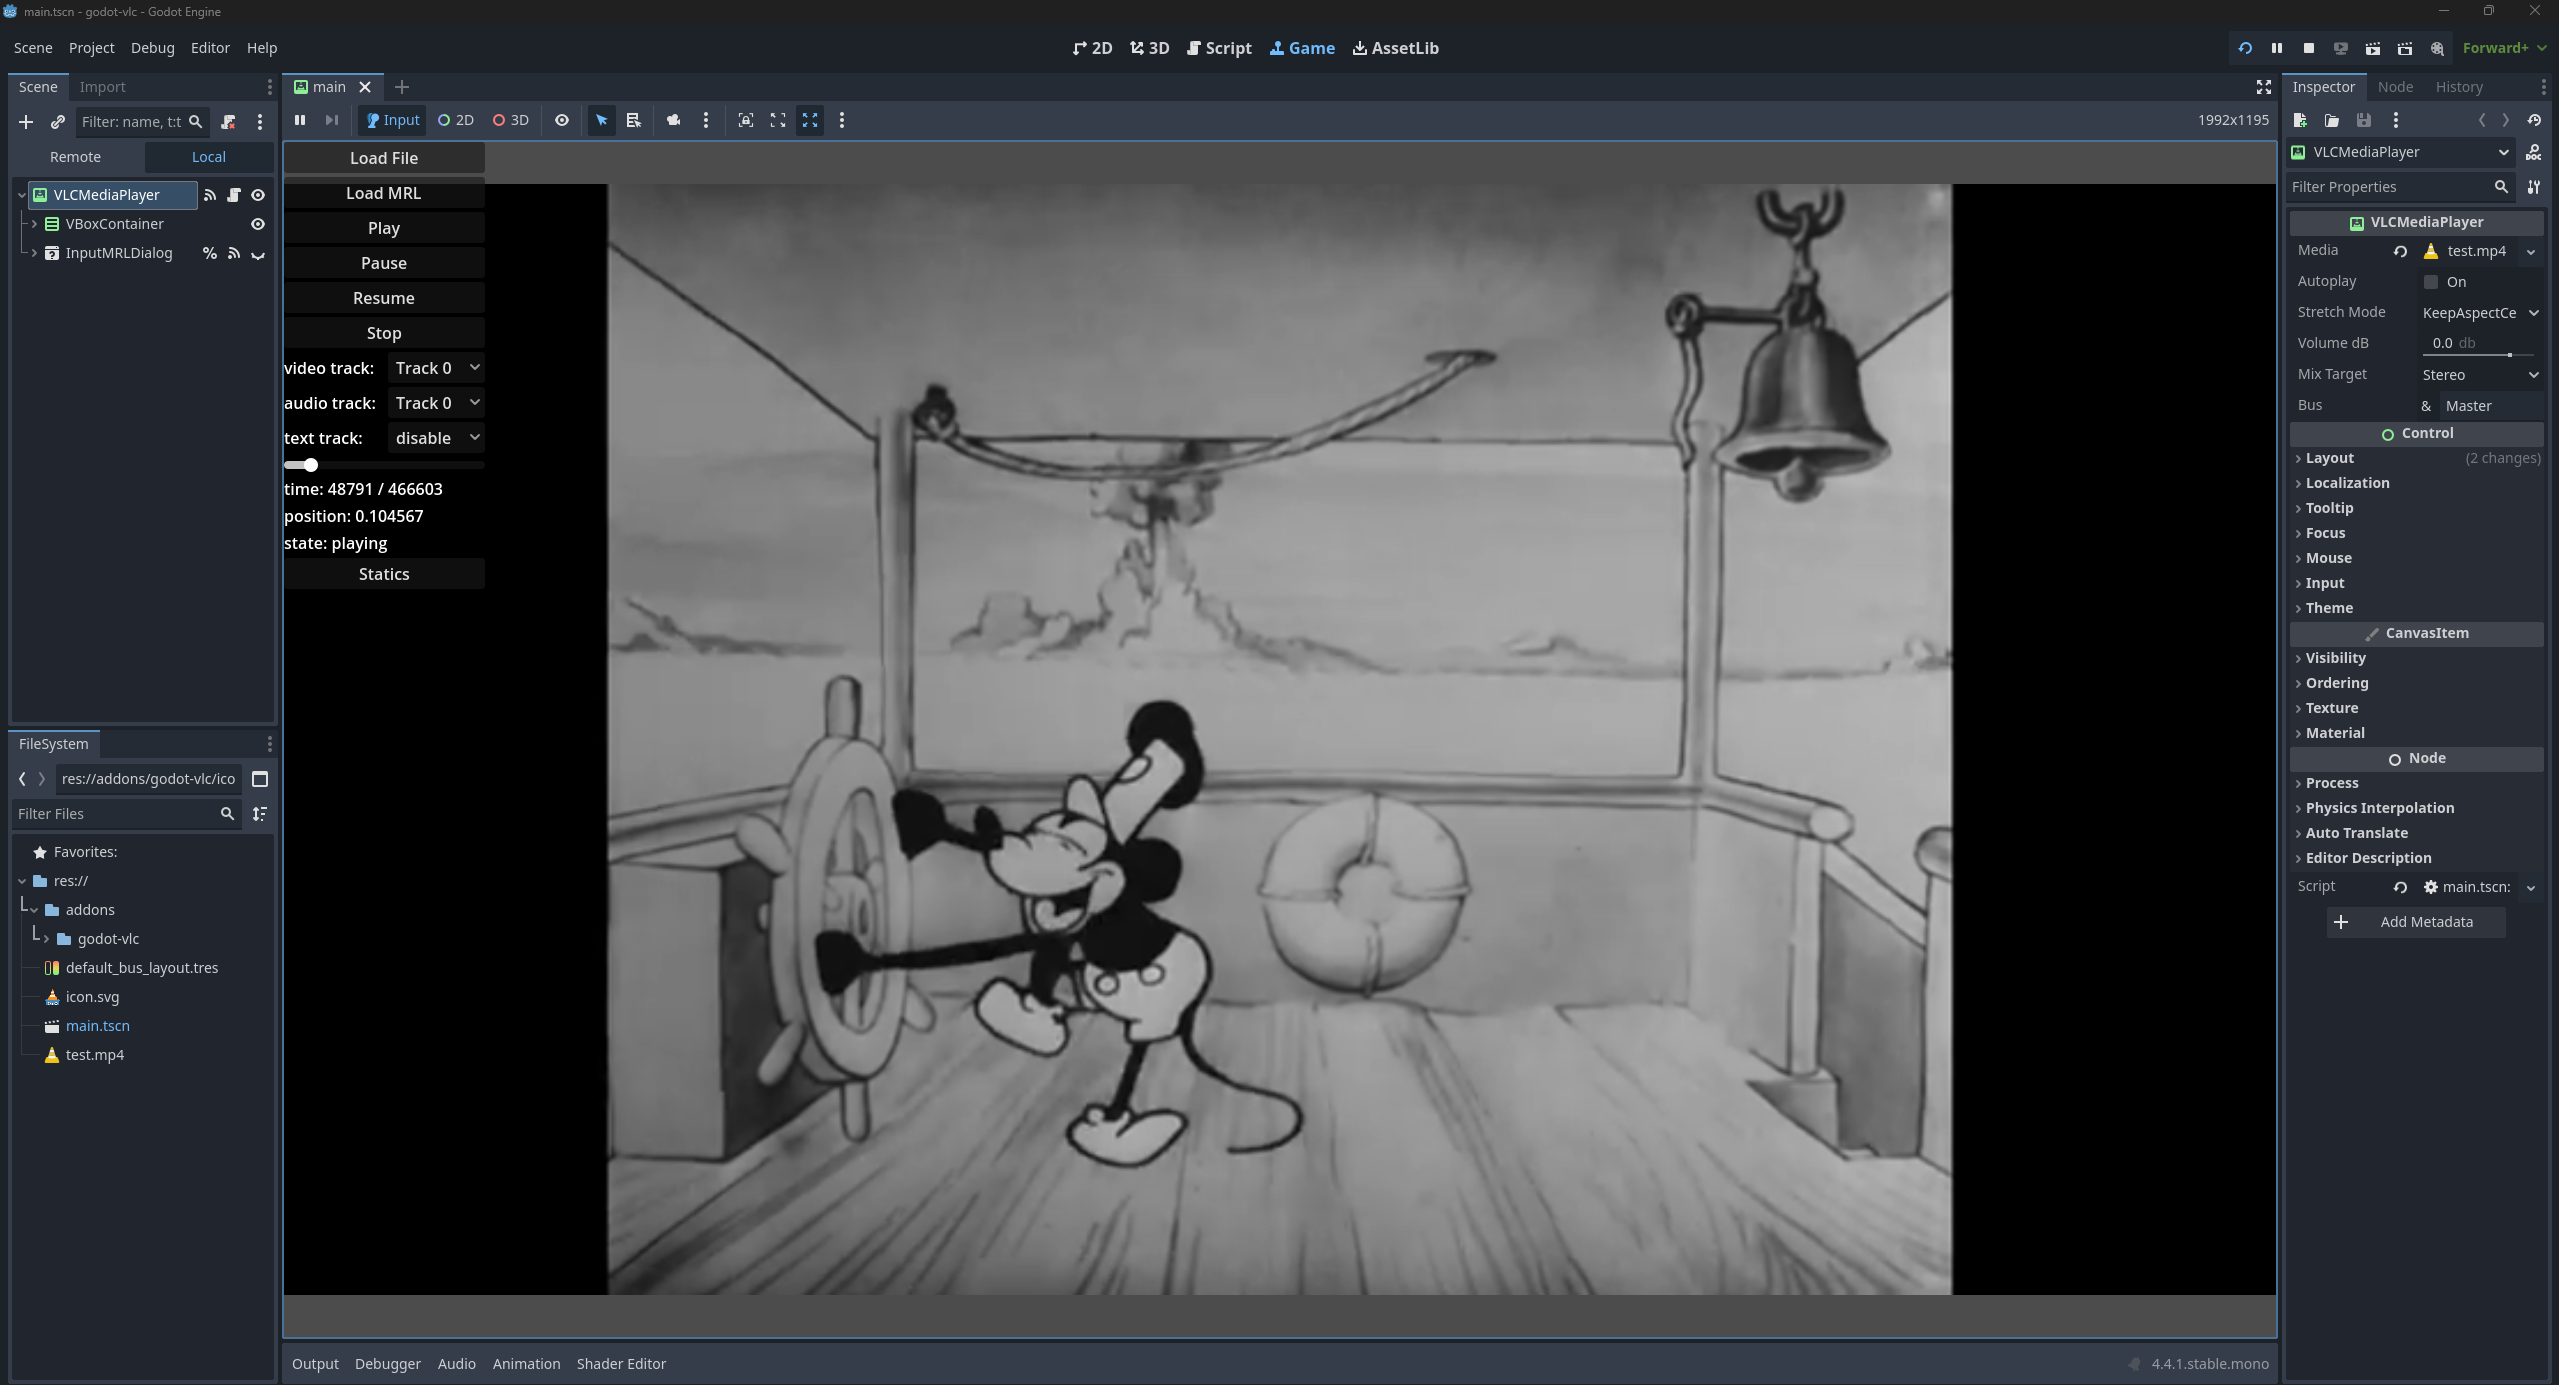 main.tscn - godot-vlc - Godot Engine
Scene Project Debug Editor Help
2D 3D Script Game AssetLib
Forward+
Scene Import
Filter: name, t:t
Remote Local
VLCMediaPlayer
VBoxContainer
InputMRLDialog
FileSystem
res://addons/godot-vlc/ico
Filter Files
Favorites:
res://
addons
godot-vlc
default_bus_layout.tres
icon.svg
main.tscn
test.mp4
main
Input 2D 3D
1992x1195
Load File
Load MRL
Play
Pause
Resume
Stop
video track: Track 0
audio track: Track 0
text track: disable
time: 48791 / 466603
position: 0.104567
state: playing
Statics
Output Debugger Audio Animation Shader Editor
4.4.1.stable.mono
Inspector Node History
VLCMediaPlayer
Filter Properties
VLCMediaPlayer
Media test.mp4
Autoplay On
Stretch Mode KeepAspectCe
Volume dB 0.0 db
Mix Target Stereo
Bus & Master
Control
Layout (2 changes)
Localization
Tooltip
Focus
Mouse
Input
Theme
CanvasItem
Visibility
Ordering
Texture
Material
Node
Process
Physics Interpolation
Auto Translate
Editor Description
Script main.tscn:
Add Metadata